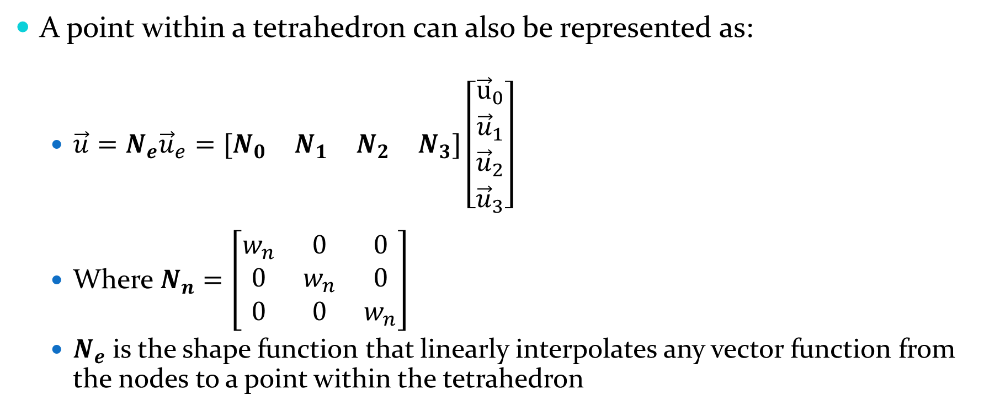 • A point within a tetrahedron can also be represented as:
• $\vec{u} = \boldsymbol{N_e}\vec{u}_e = [\boldsymbol{N_0} \quad \boldsymbol{N_1} \quad \boldsymbol{N_2} \quad \boldsymbol{N_3}] \begin{bmatrix} \vec{\mathrm{u}}_0 \\ \vec{u}_1 \\ \vec{u}_2 \\ \vec{u}_3 \end{bmatrix}$
• Where $\boldsymbol{N_n} = \begin{bmatrix} w_n & 0 & 0 \\ 0 & w_n & 0 \\ 0 & 0 & w_n \end{bmatrix}$
• $\boldsymbol{N_e}$ is the shape function that linearly interpolates any vector function from
the nodes to a point within the tetrahedron